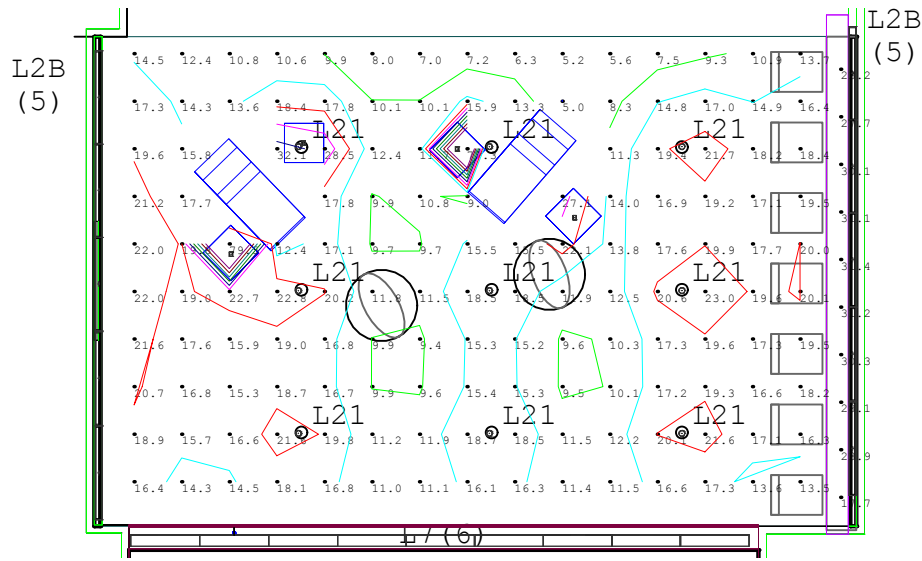 L2B
(5)
L2B
(5)
14.5 12.4 10.8 10.6 9.9 8.0 7.0 7.2 6.3 5.2 7.5 9.3 10.9 13.7
17.3 14.3 13.6 18.4 17.8 10.1 10.1 15.9 13.3 5.0 8.3 14.8 17.0 14.9 16.4
L21 L21 L21
19.6 15.8 32.1 28.5 12.4 11.3 19.4 21.7 18.2 18.4
21.2 17.7 17.8 9.9 10.8 9.0 27.4 14.0 16.9 19.2 17.1 19.5
22.0 12.4 17.1 9.7 9.7 15.5 15.5 13.8 17.6 19.9 17.7 20.0
L21 L21 L21
22.0 19.0 22.7 22.8 20.2 11.8 11.5 18.5 18.5 11.9 12.5 20.6 23.0 19.6 20.1
21.6 17.6 15.9 19.0 16.8 9.9 9.4 15.3 15.2 9.6 10.3 17.3 19.6 17.3 19.5
20.7 16.8 15.3 18.7 16.7 9.9 9.6 15.4 15.3 9.5 10.1 17.2 19.3 16.6 18.2
L21 L21 L21
18.9 15.7 16.6 21.6 19.8 11.2 11.9 18.7 18.5 11.5 12.2 20.1 21.6 17.1 16.3
16.4 14.3 14.5 18.1 16.8 11.0 11.1 16.1 16.3 11.4 11.6 16.6 17.3 13.6 13.5
(6)